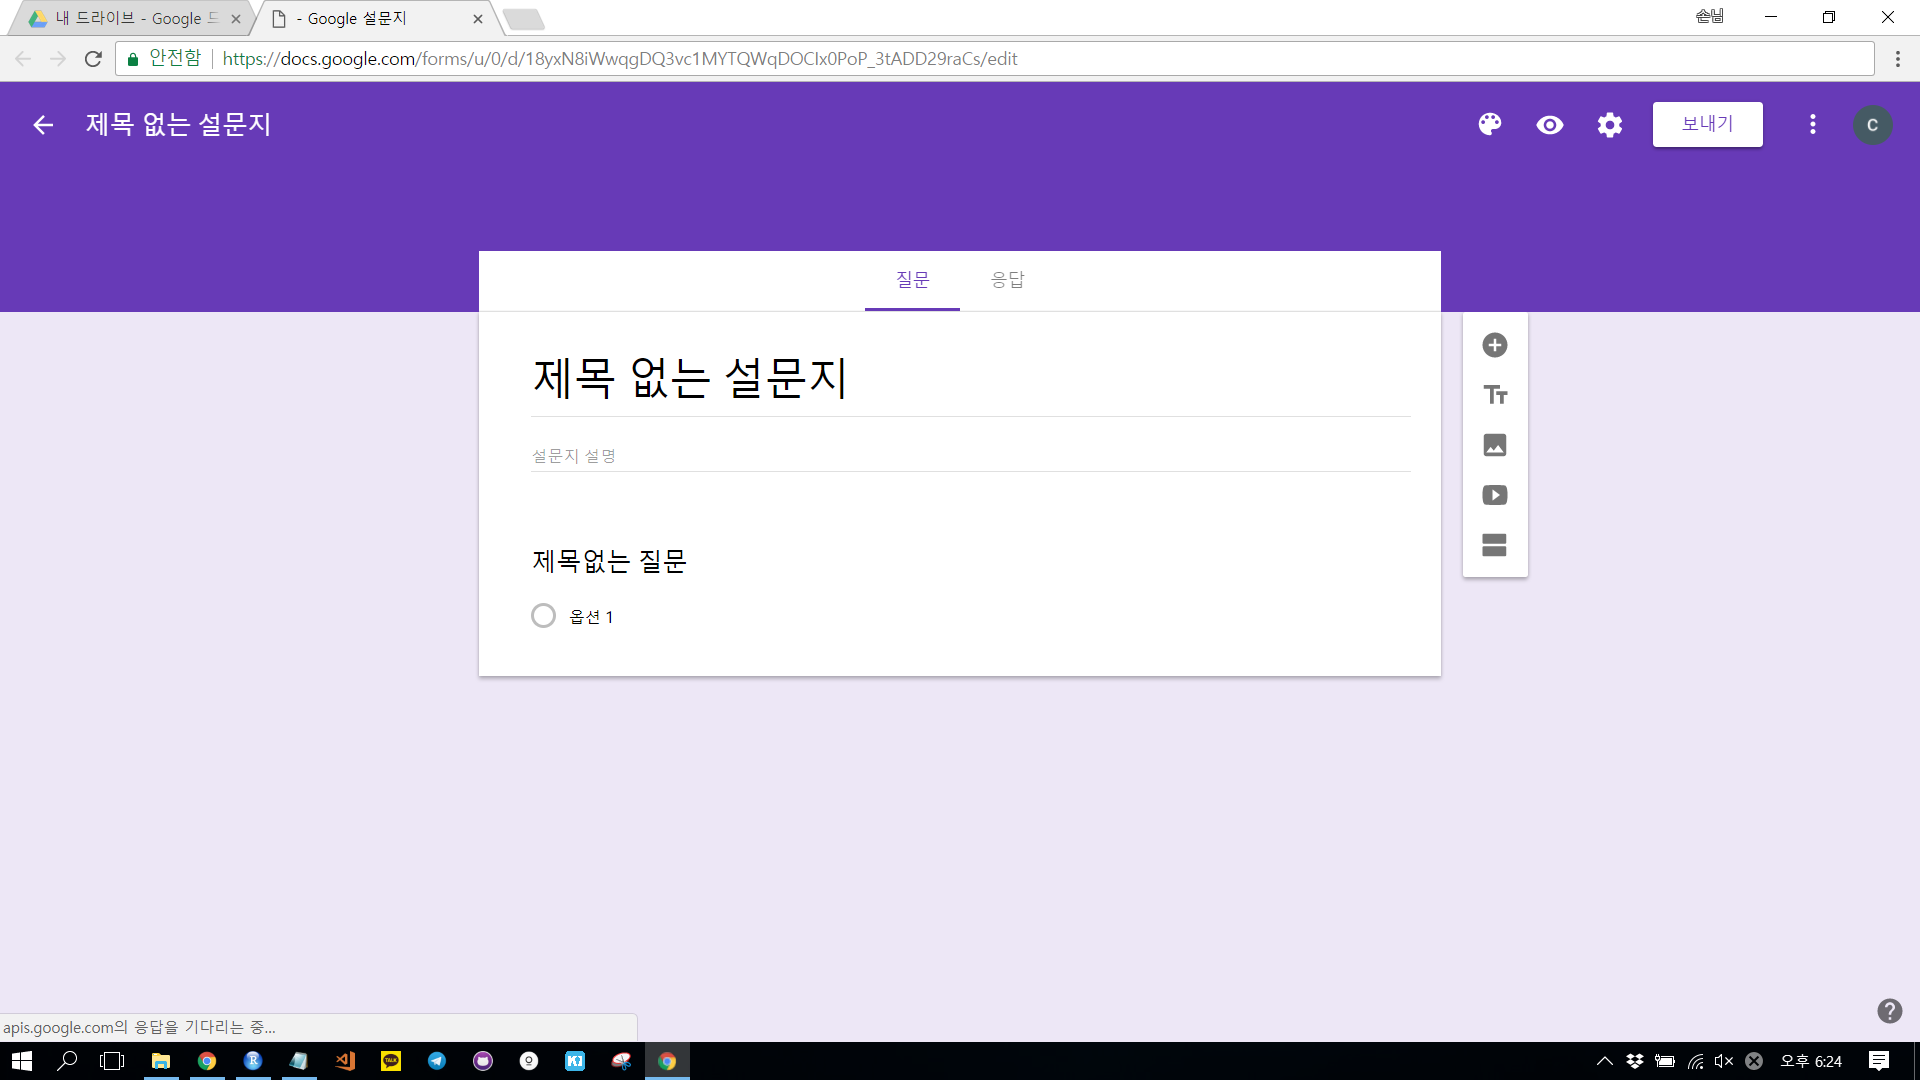 내 드라이브 - Google 드
- Google 설문지
손님
안전함
https://docs.google.com/forms/u/0/d/18yxN8iWwqgDQ3vc1MYTQWqDOClx0PoP_3tADD29raCs/edit
제목 없는 설문지
보내기
C
질문 응답
제목 없는 설문지
설문지 설명
제목없는 질문
옵션 1
apis.google.com의 응답을 기다리는 중...
오후 6:24